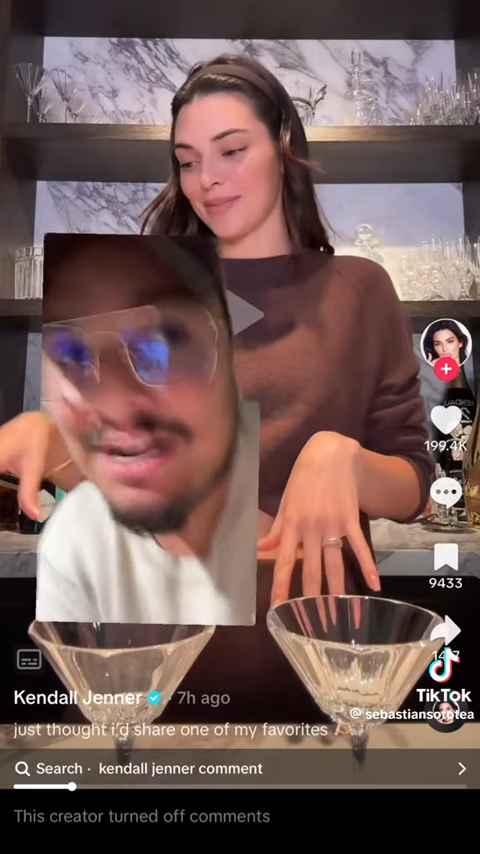 199.4K
9433
TikTok
@sebastiansototea
Kendall Jenner · 7h ago
just thought i'd share one of my favorites
Search · kendall jenner comment
This creator turned off comments